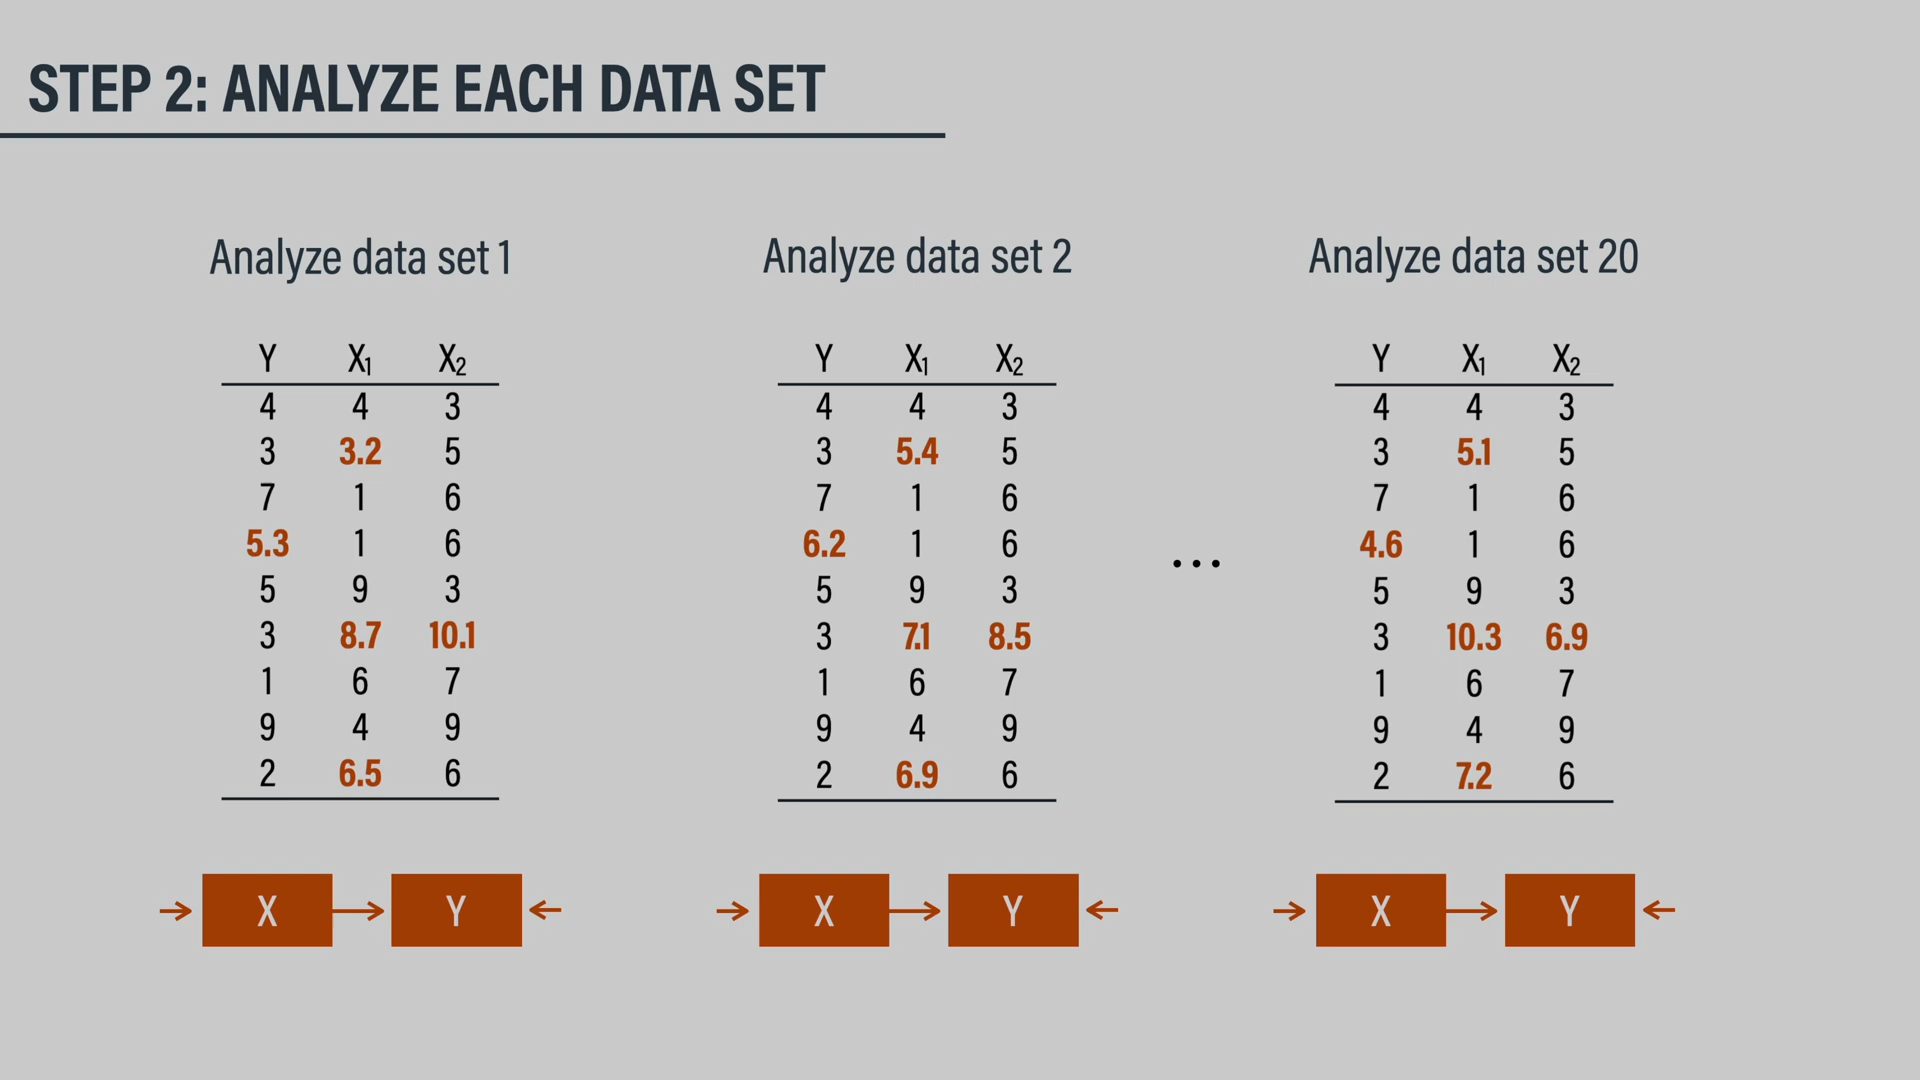 STEP 2: ANALYZE EACH DATA SET
Analyze data set 1
Y X₁ X₂
4 4 3
3 3.2 5
7 1 6
5.3 1 6
5 9 3
3 8.7 10.1
1 6 7
9 4 9
2 6.5 6
X Y
Analyze data set 2
Y X₁ X₂
4 4 3
3 5.4 5
7 1 6
6.2 1 6
5 9 3
3 7.1 8.5
1 6 7
9 4 9
2 6.9 6
X Y
...
Analyze data set 20
Y X₁ X₂
4 4 3
3 5.1 5
7 1 6
4.6 1 6
5 9 3
3 10.3 6.9
1 6 7
9 4 9
2 7.2 6
X Y